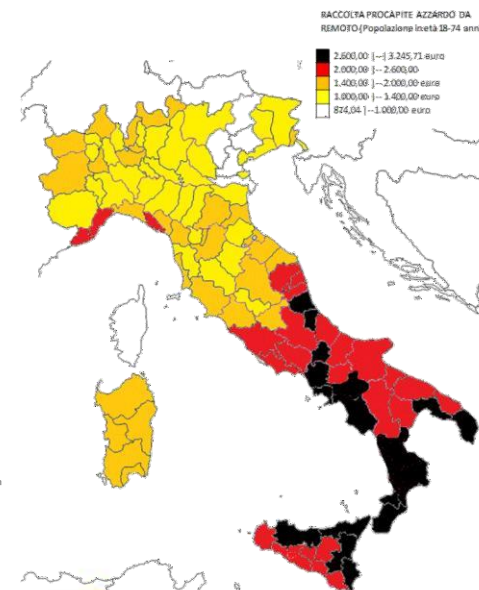 RACCOLTA PROCAPITE AZZARDO DA
REMOTO (Popolazione in età 18-74 anni
2.600,00 |--| 3.245,71 euro
2.000,00 |-- 2.600,00
1.400,00 |-- 2.000,00 euro
1.000,00 |-- 1.400,00 euro
874,04 |-- 1.000,00 euro